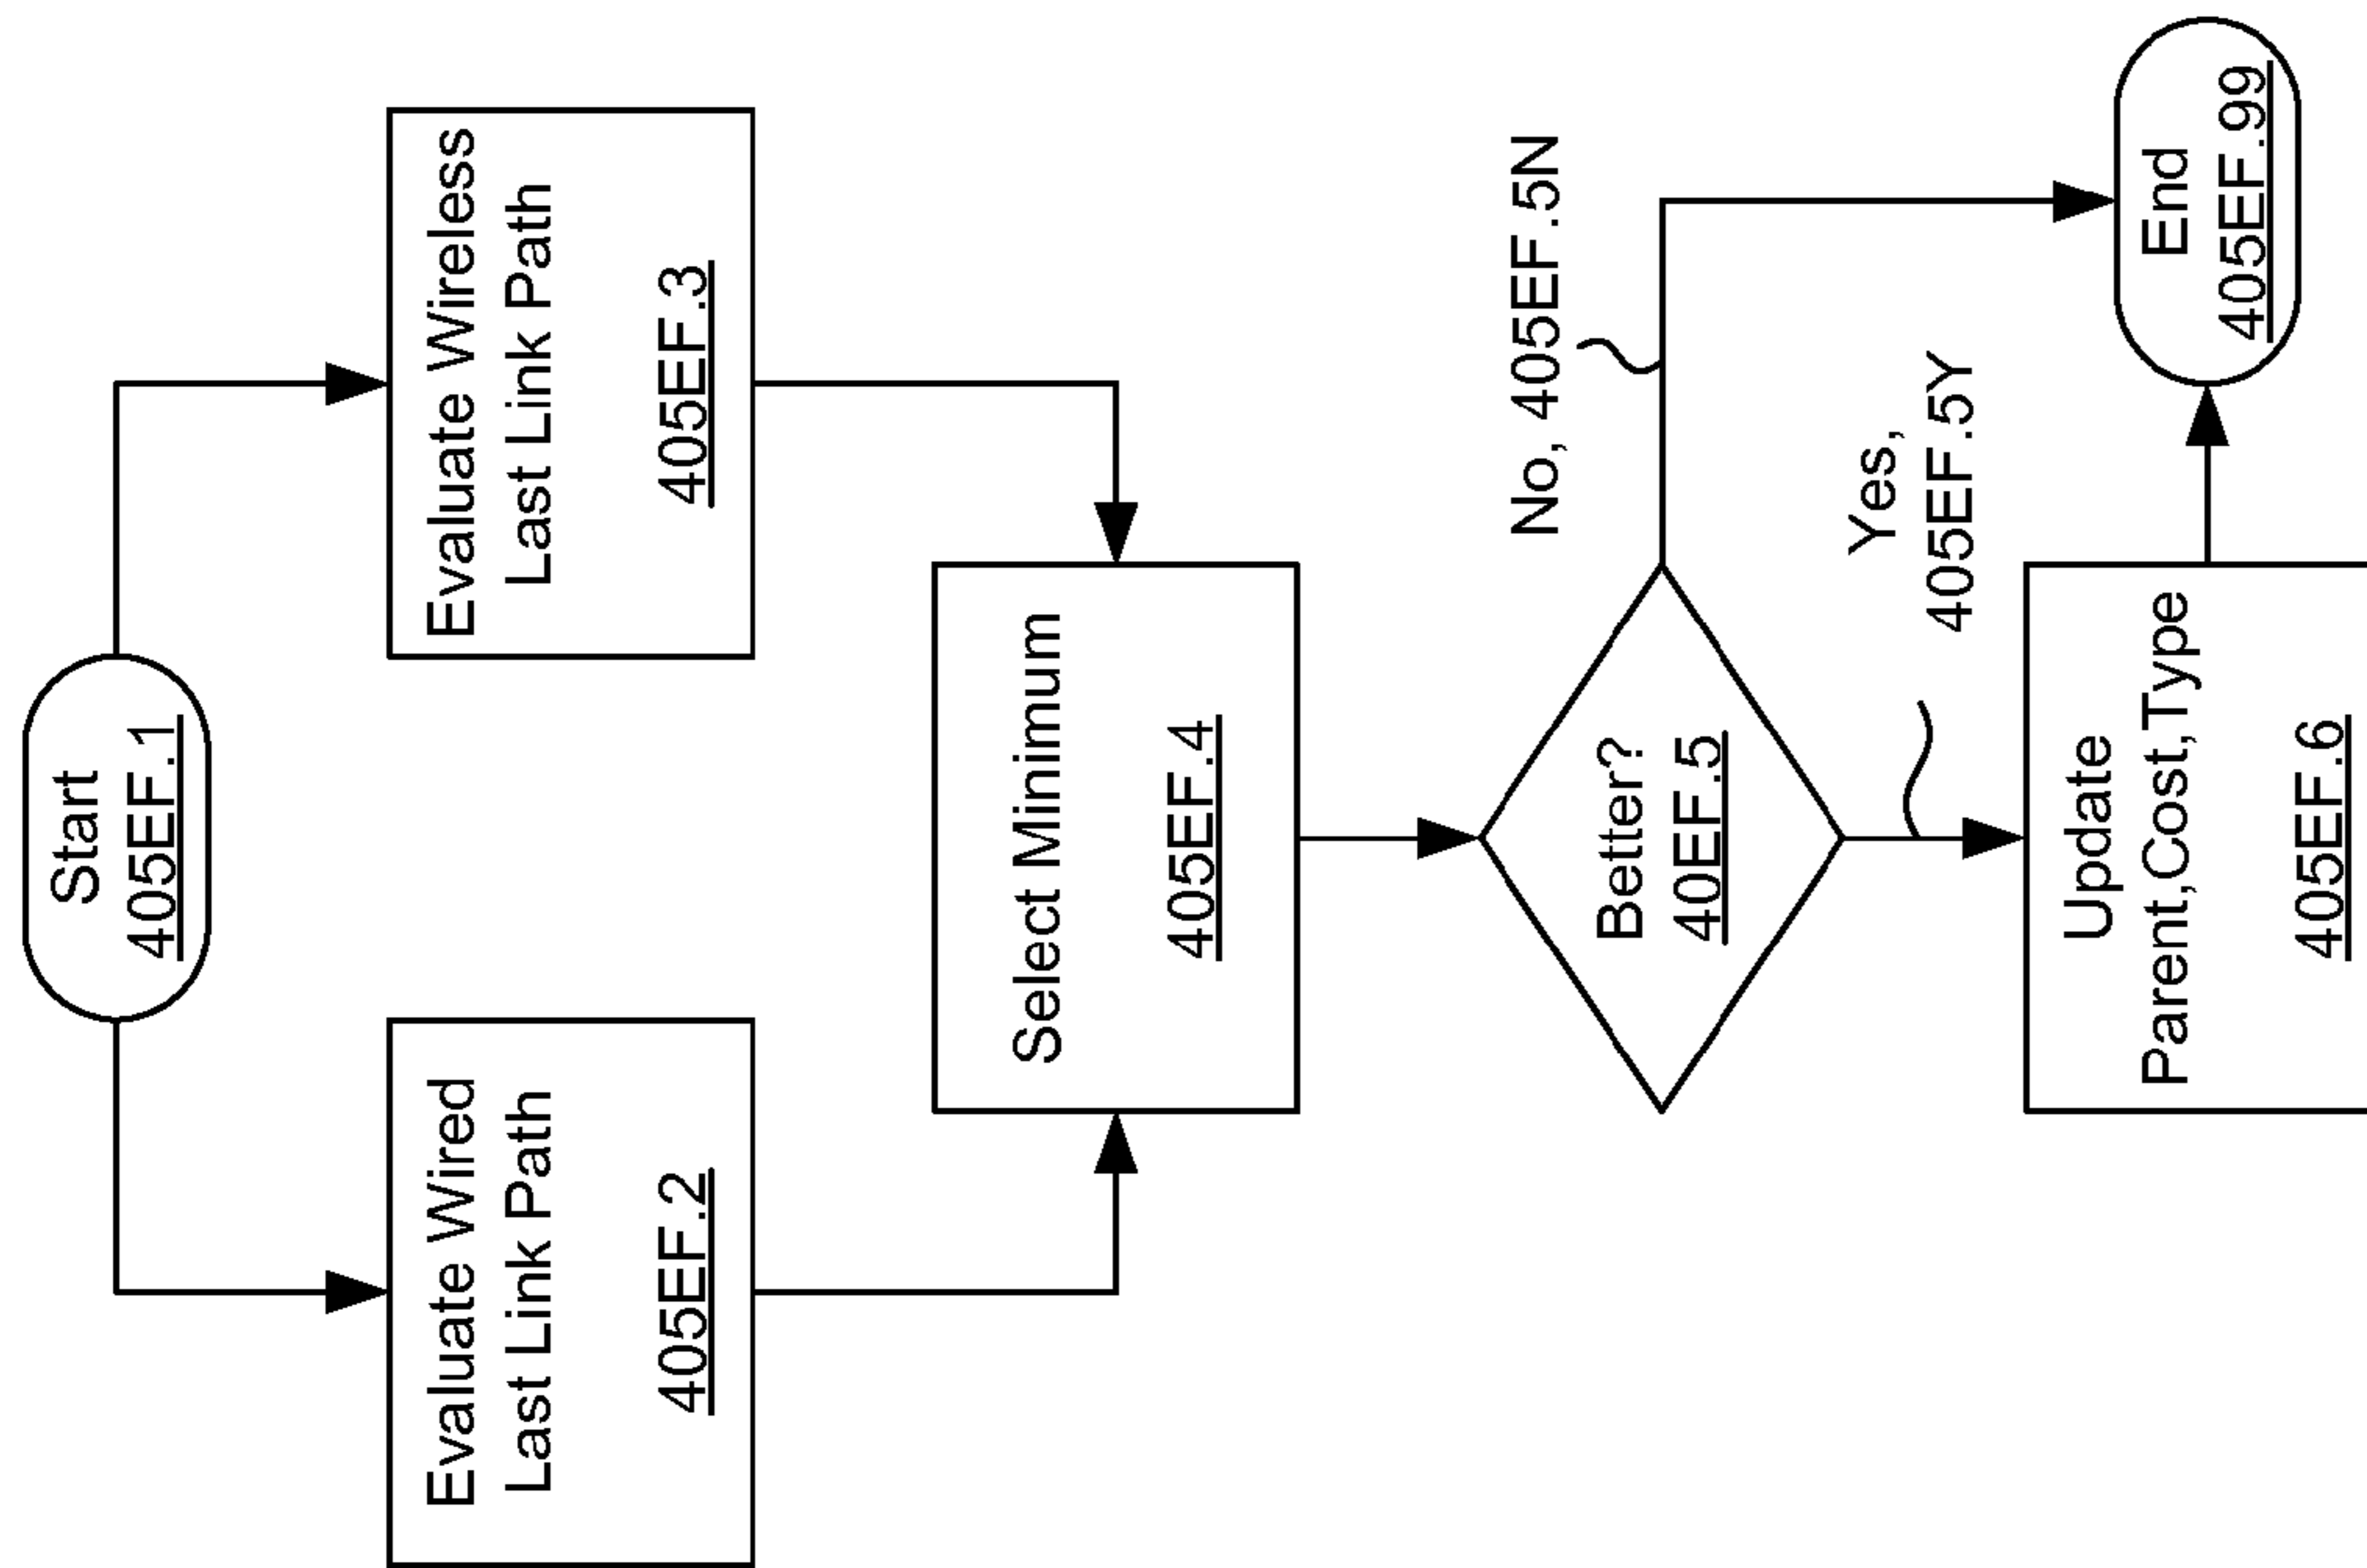 Start
405EF.1
Evaluate Wired
Last Link Path
405EF.2
Evaluate Wireless
Last Link Path
405EF.3
Select Minimum
405EF.4
Better?
40EF.5
No, 405EF.5N
Yes,
405EF.5Y
Update
Parent,Cost,Type
405EF.6
End
405EF.99